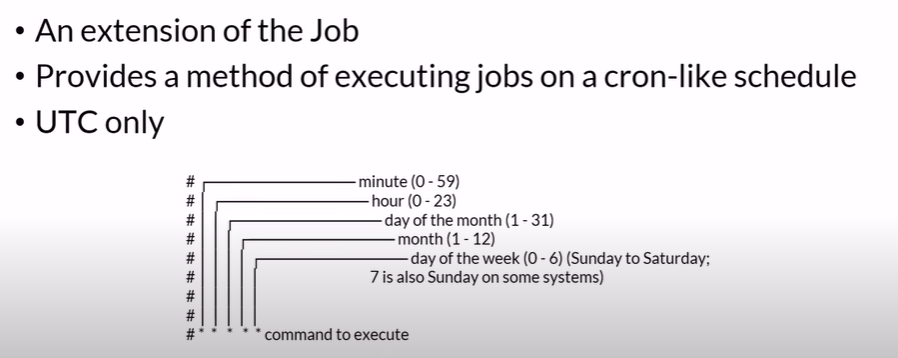 • An extension of the Job
• Provides a method of executing jobs on a cron-like schedule
• UTC only
# minute (0 - 59)
# hour (0 - 23)
# day of the month (1 - 31)
# month (1 - 12)
# day of the week (0 - 6) (Sunday to Saturday;
# 7 is also Sunday on some systems)
#
#
# * * * * * command to execute